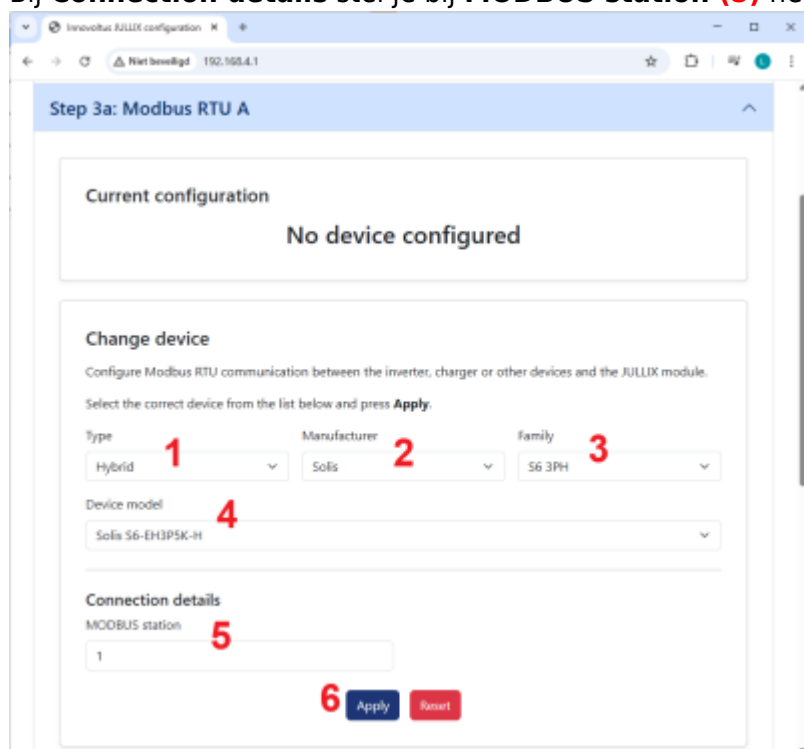 Bij Connection details stel je bij MODBUS station (5)
Innovoltus JULLIX configuration
Niet beveiligd 192.168.4.1
L
Step 3a: Modbus RTU A
Current configuration
No device configured
Change device
Configure Modbus RTU communication between the inverter, charger or other devices and the JULLIX module.
Select the correct device from the list below and press Apply.
Type 1 Manufacturer 2 Family 3
Hybrid Solis S6 3PH
Device model 4
Solis S6-EH3P5K-H
Connection details
MODBUS station 5
1
6 Apply Reset